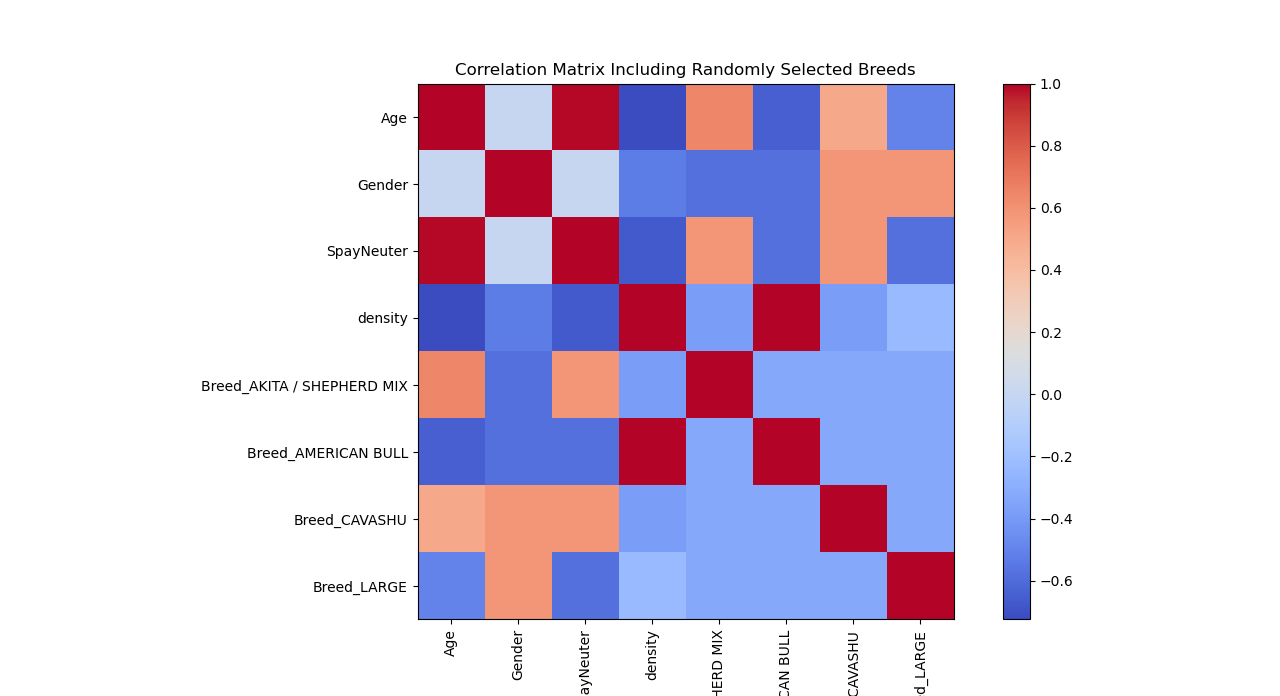 Correlation Matrix Including Randomly Selected Breeds
Age
Gender
SpayNeuter
density
Breed_AKITA / SHEPHERD MIX
Breed_AMERICAN BULL
Breed_CAVASHU
Breed_LARGE
Age
Gender
ayNeuter
density
HERD MIX
CAN BULL
CAVASHU
ed_LARGE
1.0
0.8
0.6
0.4
0.2
0.0
−0.2
−0.4
−0.6